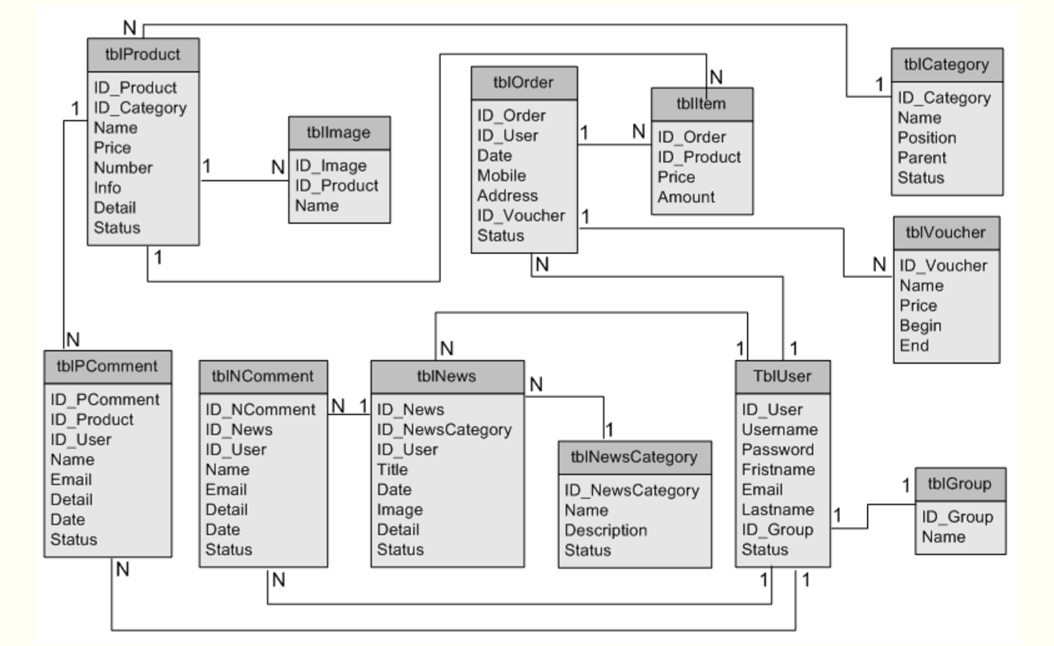 N
tblProduct
ID_Product
ID_Category
Name
Price
Number
Info
Detail
Status
1
1
1
N
tblImage
ID_Image
ID_Product
Name
tblOrder
ID_Order
ID_User
Date
Mobile
Address
ID_Voucher
Status
1
N
1
N
N
tblItem
ID_Order
ID_Product
Price
Amount
1
tblCategory
ID_Category
Name
Position
Parent
Status
N
tblVoucher
ID_Voucher
Name
Price
Begin
End
N
tblPComment
ID_PComment
ID_Product
ID_User
Name
Email
Detail
Date
Status
N
tblNComment
ID_NComment
ID_News
ID_User
Name
Email
Detail
Date
Status
N
N 1
N
tblNews
ID_News
ID_NewsCategory
ID_User
Title
Date
Image
Detail
Status
N
1
tblNewsCategory
ID_NewsCategory
Name
Description
Status
1
1
TblUser
ID_User
Username
Password
Fristname
Email
Lastname
ID_Group
Status
1
1
1
1
tblGroup
ID_Group
Name